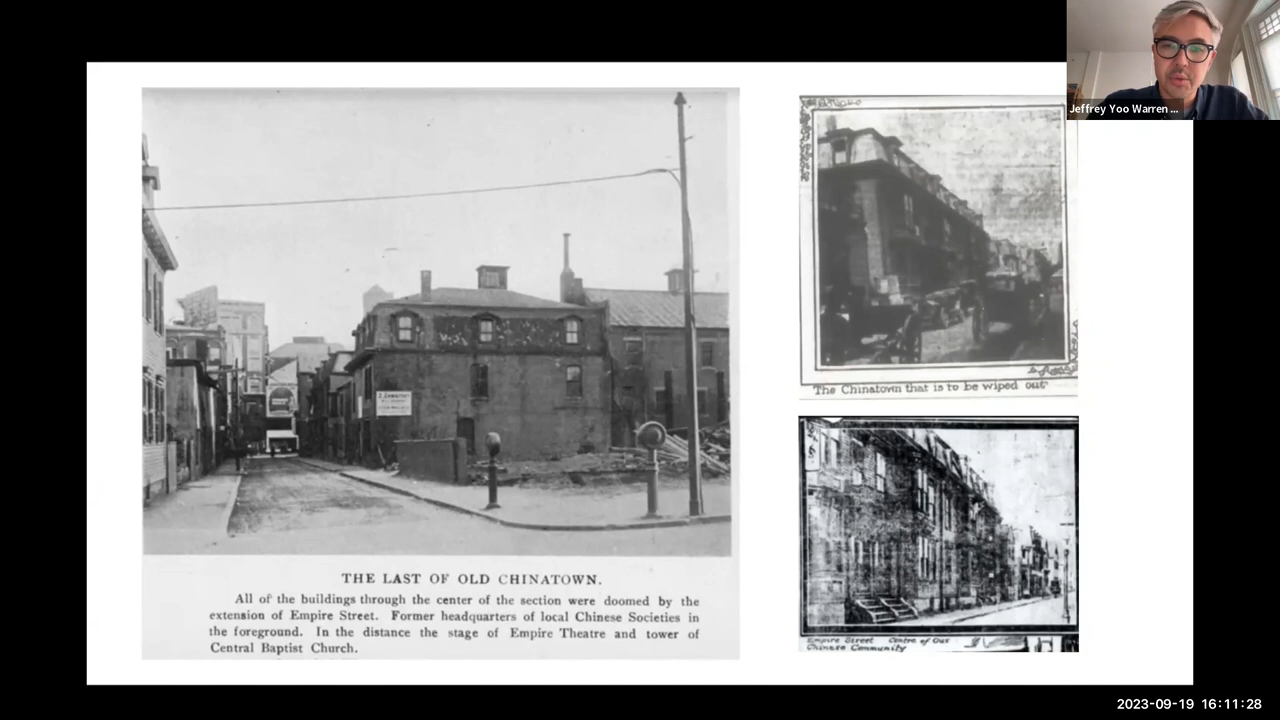 Jeffrey Yoo Warren ...
THE LAST OF OLD CHINATOWN.
All of the buildings through the center of the section were doomed by the
extension of Empire Street. Former headquarters of local Chinese Societies in
the foreground. In the distance the stage of Empire Theatre and tower of
Central Baptist Church.
"The Chinatown that is to be wiped out"
Empire Street Centre of Our
Chinese Community
2023-09-19 16:11:28